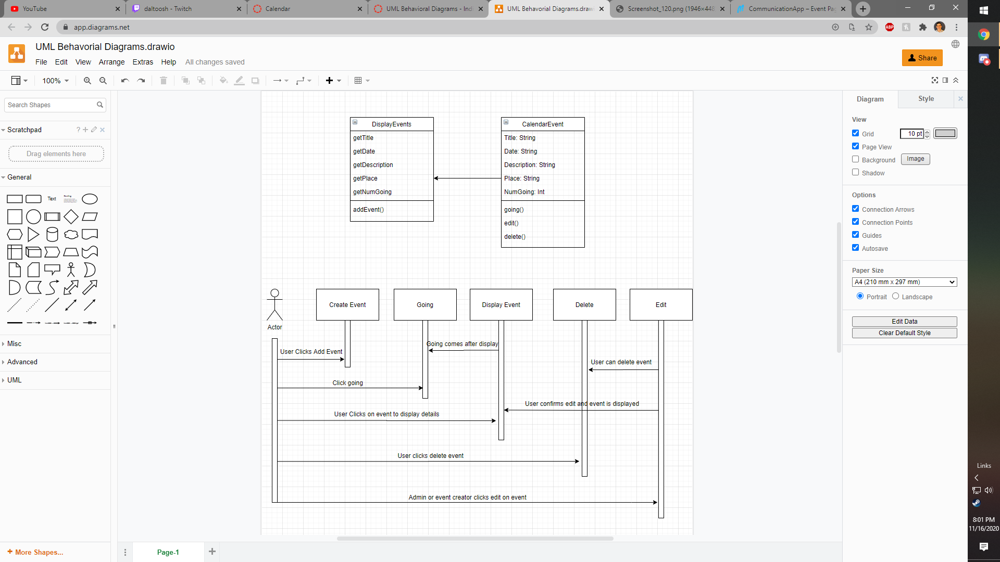 YouTube
daltoosh - Twitch
Calendar
UML Behavioral Diagrams - Indi
UML Behavorial Diagrams.draw
Screenshot_120.png (1946×448
CommunicationApp – Event Pag
app.diagrams.net
ABP
UML Behavorial Diagrams.drawio
File Edit View Arrange Extras Help All changes saved
Share
100%
Search Shapes
Scratchpad
?
Drag elements here
General
Text
Heading
Misc
Advanced
UML
More Shapes...
DisplayEvents
getTitle
getDate
getDescription
getPlace
getNumGoing
addEvent()
CalendarEvent
Title: String
Date: String
Description: String
Place: String
NumGoing: Int
going()
edit()
delete()
Actor
Create Event
Going
Display Event
Delete
Edit
Going comes after display
User Clicks Add Event
User can delete event
Click going
User confirms edit and event is displayed
User Clicks on event to display details
User clicks delete event
Admin or event creator clicks edit on event
Page-1
Diagram
Style
View
Grid
10 pt
Page View
Background
Image
Shadow
Options
Connection Arrows
Connection Points
Guides
Autosave
Paper Size
A4 (210 mm x 297 mm)
Portrait
Landscape
Edit Data
Clear Default Style
Links
8:01 PM
11/16/2020